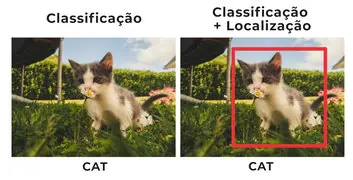 Classificação
Classificação
+ Localização
CAT
CAT